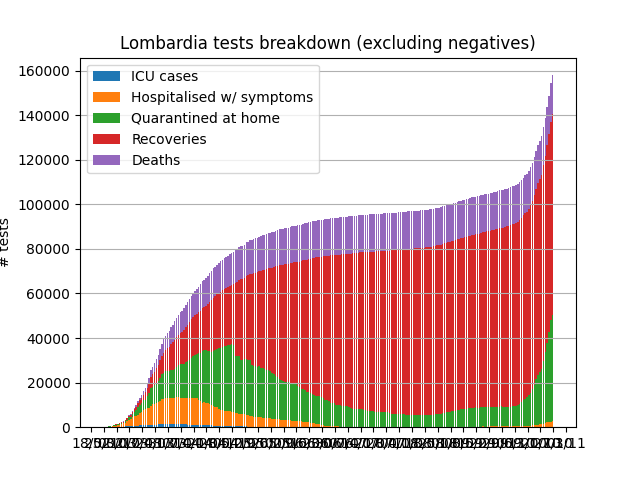 Lombardia tests breakdown (excluding negatives)
160000
140000
120000
100000
80000
60000
40000
20000
0
# tests
ICU cases
Hospitalised w/ symptoms
Quarantined at home
Recoveries
Deaths